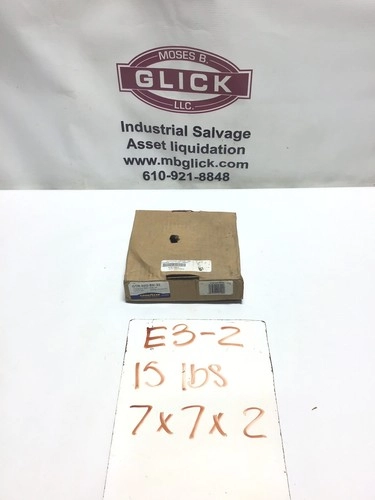 MOSES B.
GLICK
LLC.
Industrial Salvage
Asset liquidation
www.mbglick.com
610-921-8848
E3-2
15 lbs
7x7x2